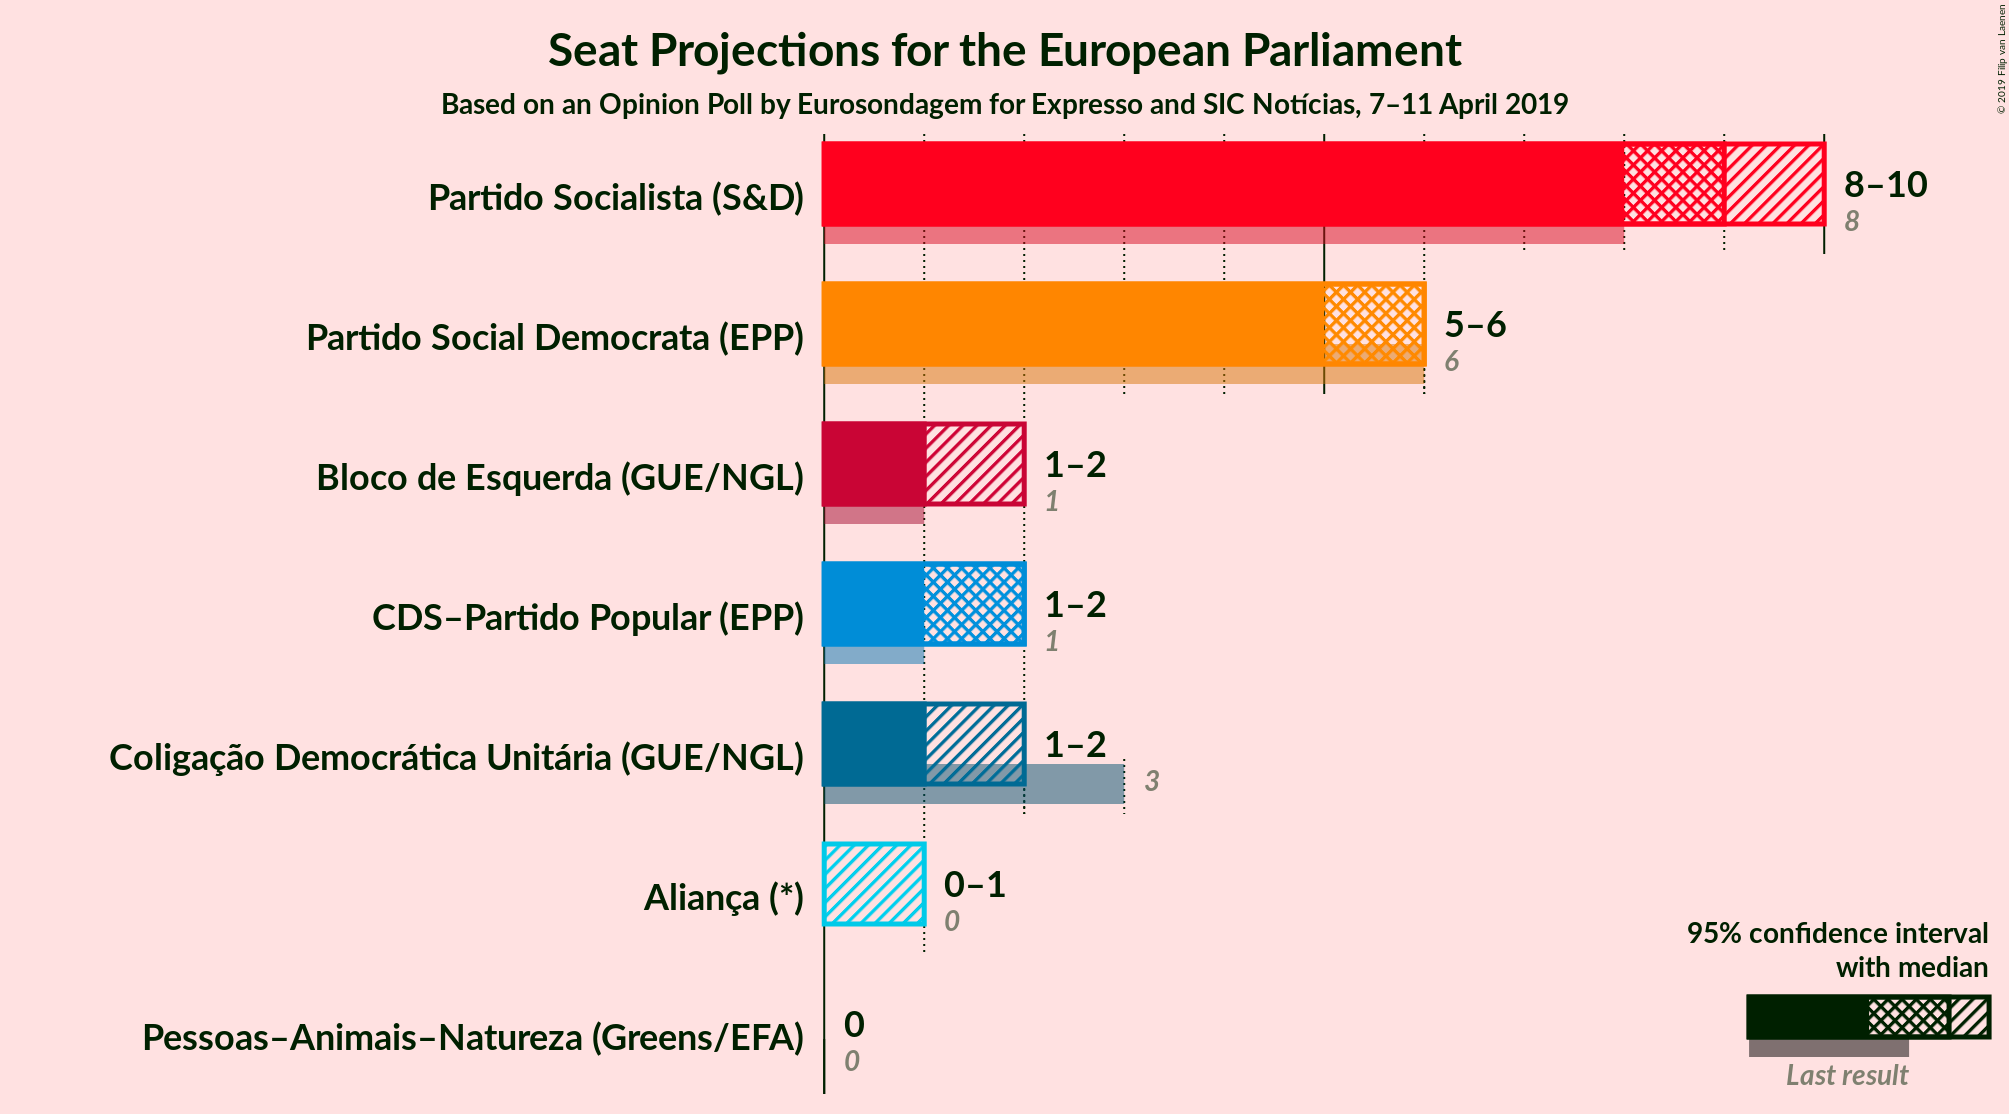 Seat Projections for the European Parliament
Based on an Opinion Poll by Eurosondagem for Expresso and SIC Notícias, 7–11 April 2019
© 2019 Filip van Laenen
Partido Socialista (S&D)
8–10
8
Partido Social Democrata (EPP)
5–6
6
Bloco de Esquerda (GUE/NGL)
1–2
1
CDS–Partido Popular (EPP)
1–2
1
Coligação Democrática Unitária (GUE/NGL)
1–2
3
Aliança (*)
0–1
0
Pessoas–Animais–Natureza (Greens/EFA)
0
0
95% confidence interval
with median
Last result